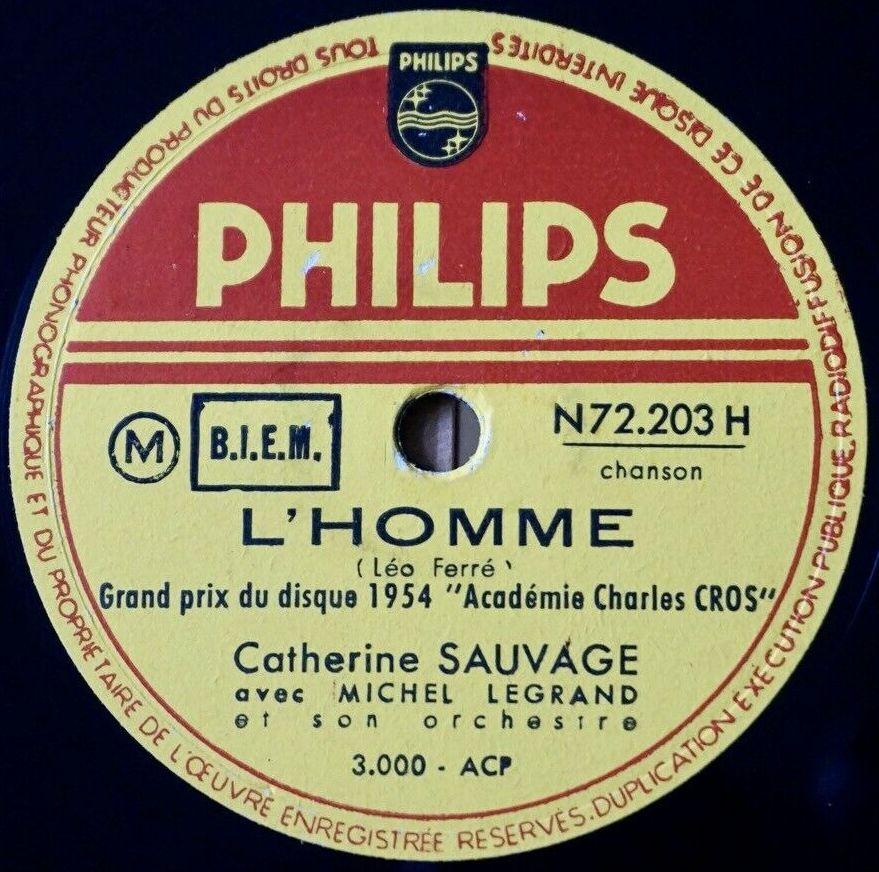 PHILIPS
PHILIPS
M
B.I.E.M.
N72.203 H
chanson
L'HOMME
(Léo Ferré)
Grand prix du disque 1954 "Académie Charles CROS"
Catherine SAUVAGE
avec MICHEL LEGRAND
et son orchestre
3.000 - ACP
TOUS DROITS DU PRODUCTEUR PHONOGRAPHIQUE ET DU PROPRIETAIRE DE L'ŒUVRE ENREGISTRÉE RESERVÉS. DUPLICATION EXÉCUTION PUBLIQUE, RADIODIFFUSION DE CE DISQUE INTERDITES